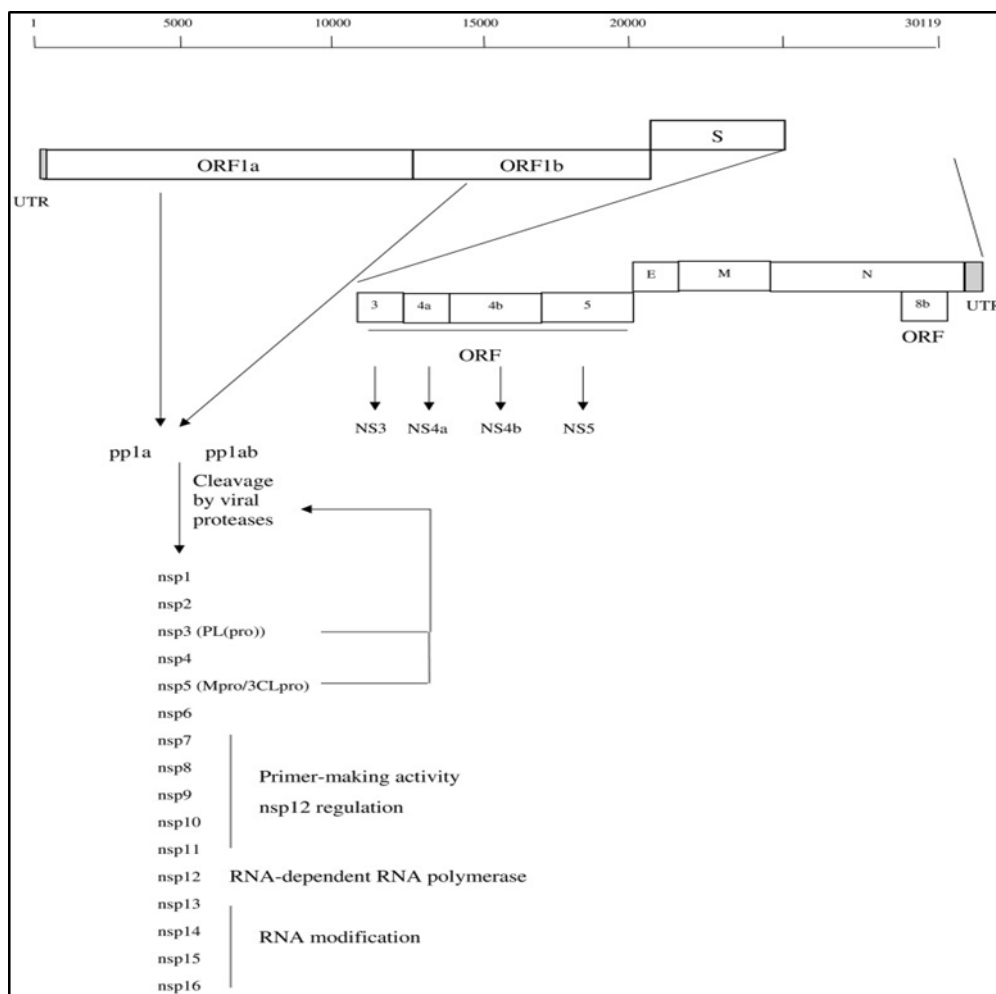 1 5000 10000 15000 20000 30119
S
ORF1a ORF1b
UTR
E M N
3 4a 4b 5 8b UTR
ORF ORF
NS3 NS4a NS4b NS5
pp1a pp1ab
Cleavage
by viral
proteases
nsp1
nsp2
nsp3 (PL(pro))
nsp4
nsp5 (Mpro/3CLpro)
nsp6
nsp7
nsp8 Primer-making activity
nsp9 nsp12 regulation
nsp10
nsp11
nsp12 RNA-dependent RNA polymerase
nsp13
nsp14 RNA modification
nsp15
nsp16